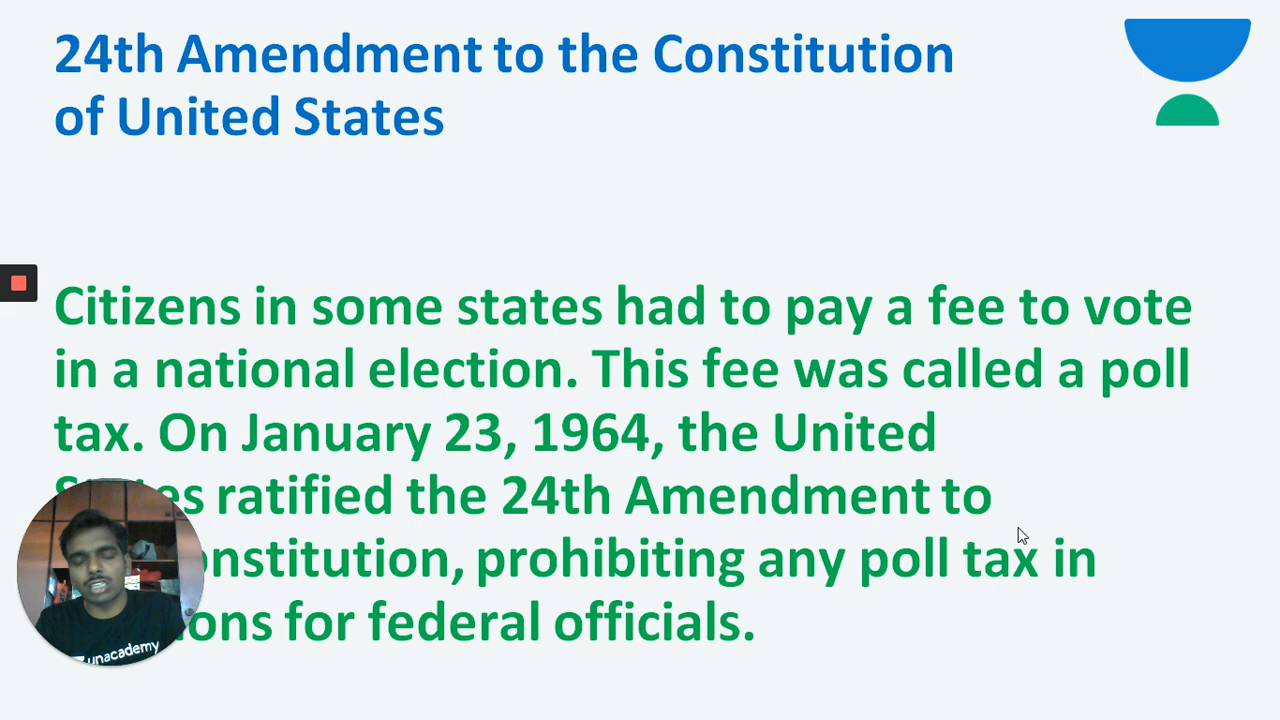 24th Amendment to the Constitution
of United States
Citizens in some states had to pay a fee to vote
in a national election. This fee was called a poll
tax. On January 23, 1964, the United
States ratified the 24th Amendment to
onstitution, prohibiting any poll tax in
ons for federal officials.
unacademy